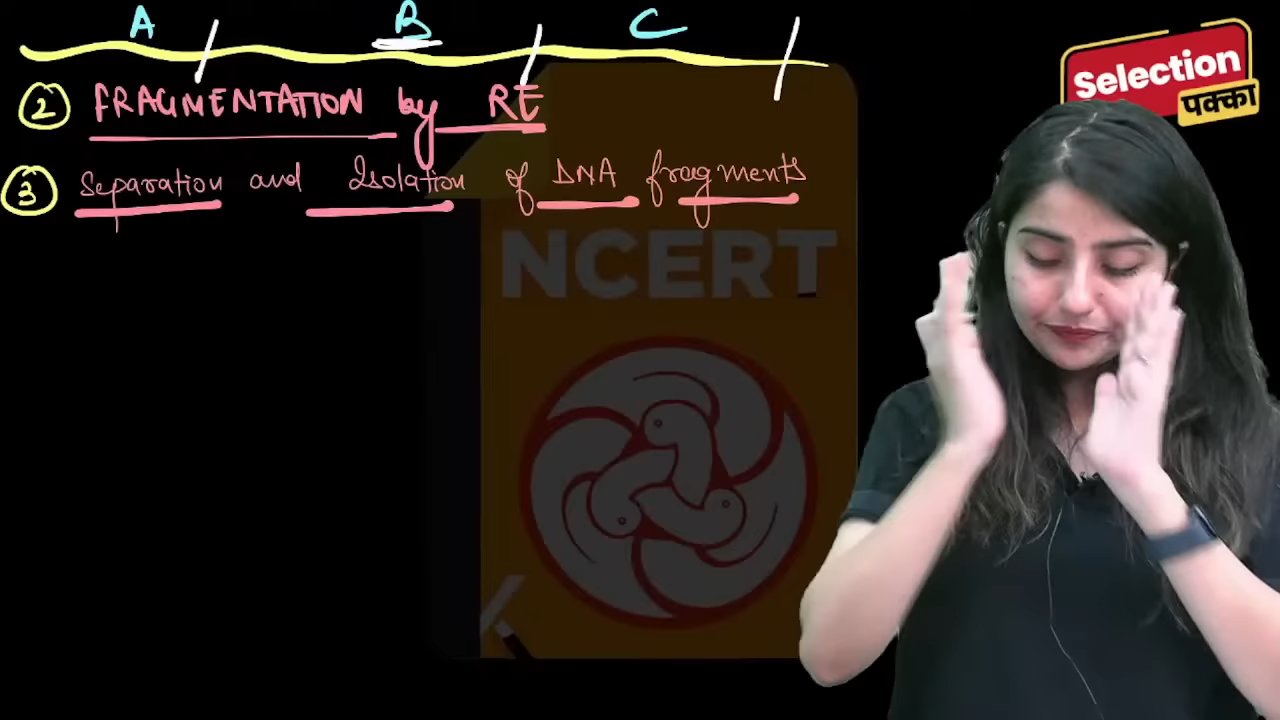 A B C
Selection
पक्का
2 FRAGMENTATION by RE
3 Separation and Isolation of DNA fragments
NCERT